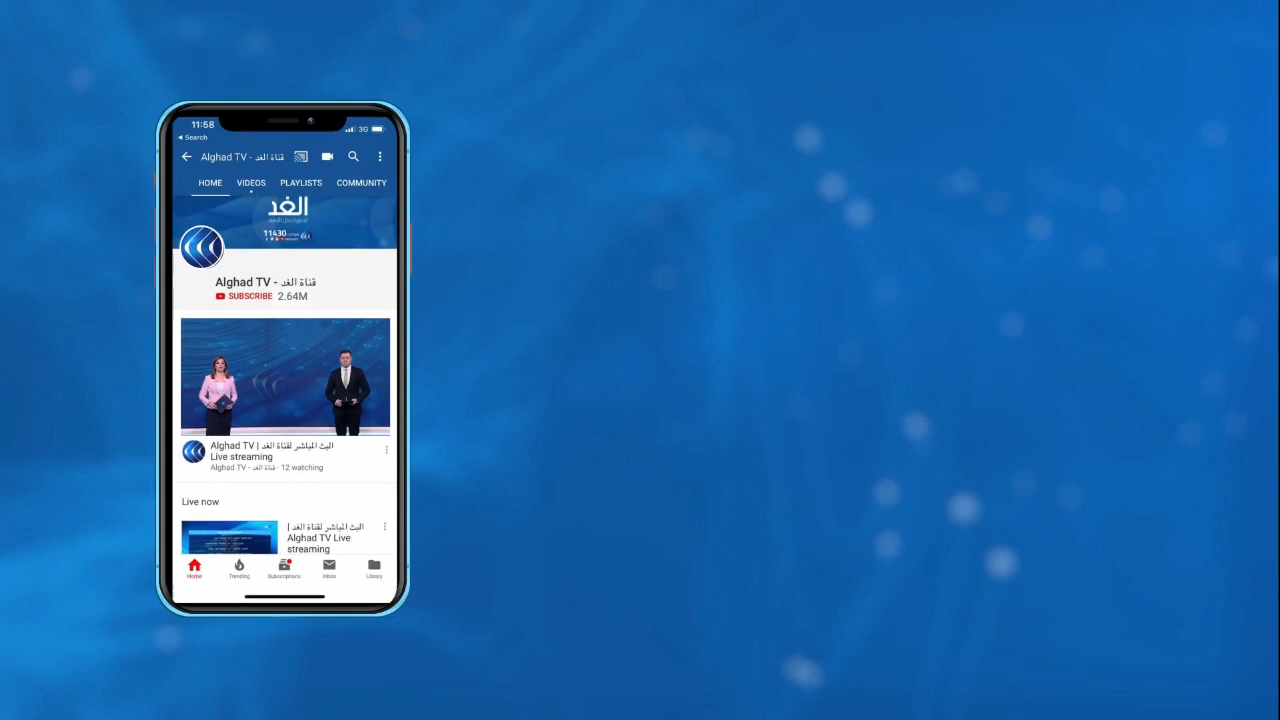 11:58
3G
Search
Alghad TV - قناة الغد
HOME VIDEOS PLAYLISTS COMMUNITY
الغد
11430
Alghad TV - قناة الغد
SUBSCRIBE 2.64M
البث المباشر لقناة الغد | Alghad TV
Live streaming
Alghad TV - قناة الغد · 12 watching
Live now
البث المباشر لقناة الغد |
Alghad TV Live
streaming
Home Trending Subscriptions Inbox Library